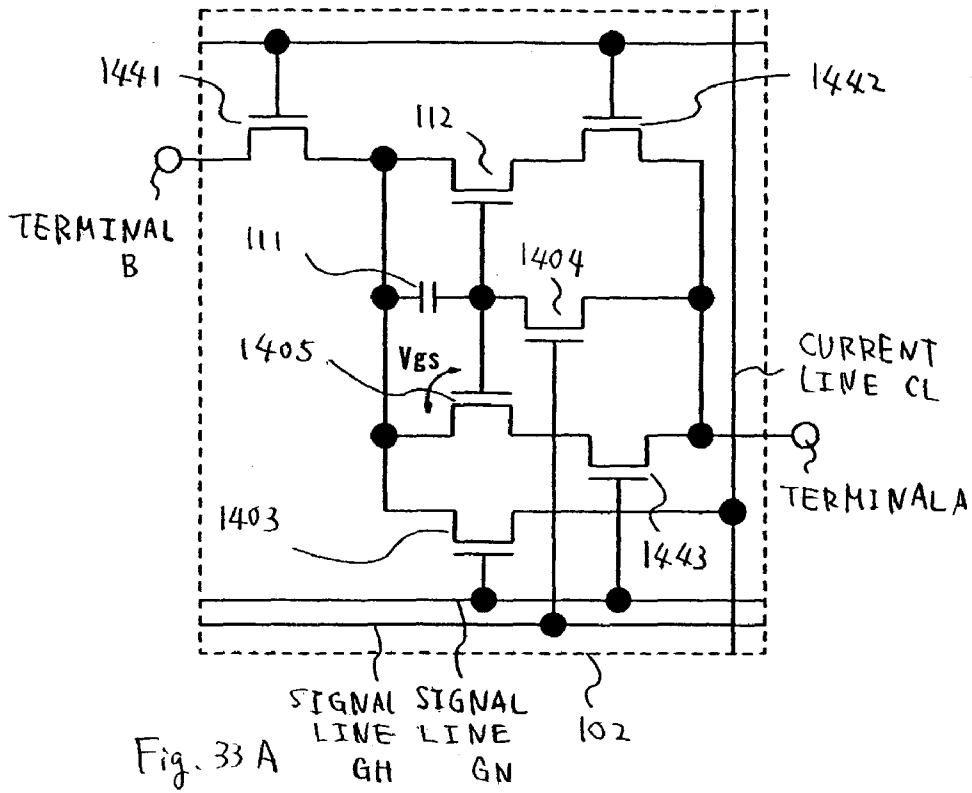 1441
1442
112
TERMINAL
B
111
1404
1405
Vgs
CURRENT
LINE CL
TERMINAL A
1403
1443
SIGNAL
LINE
GH
SIGNAL
LINE
GN
102
Fig. 33 A